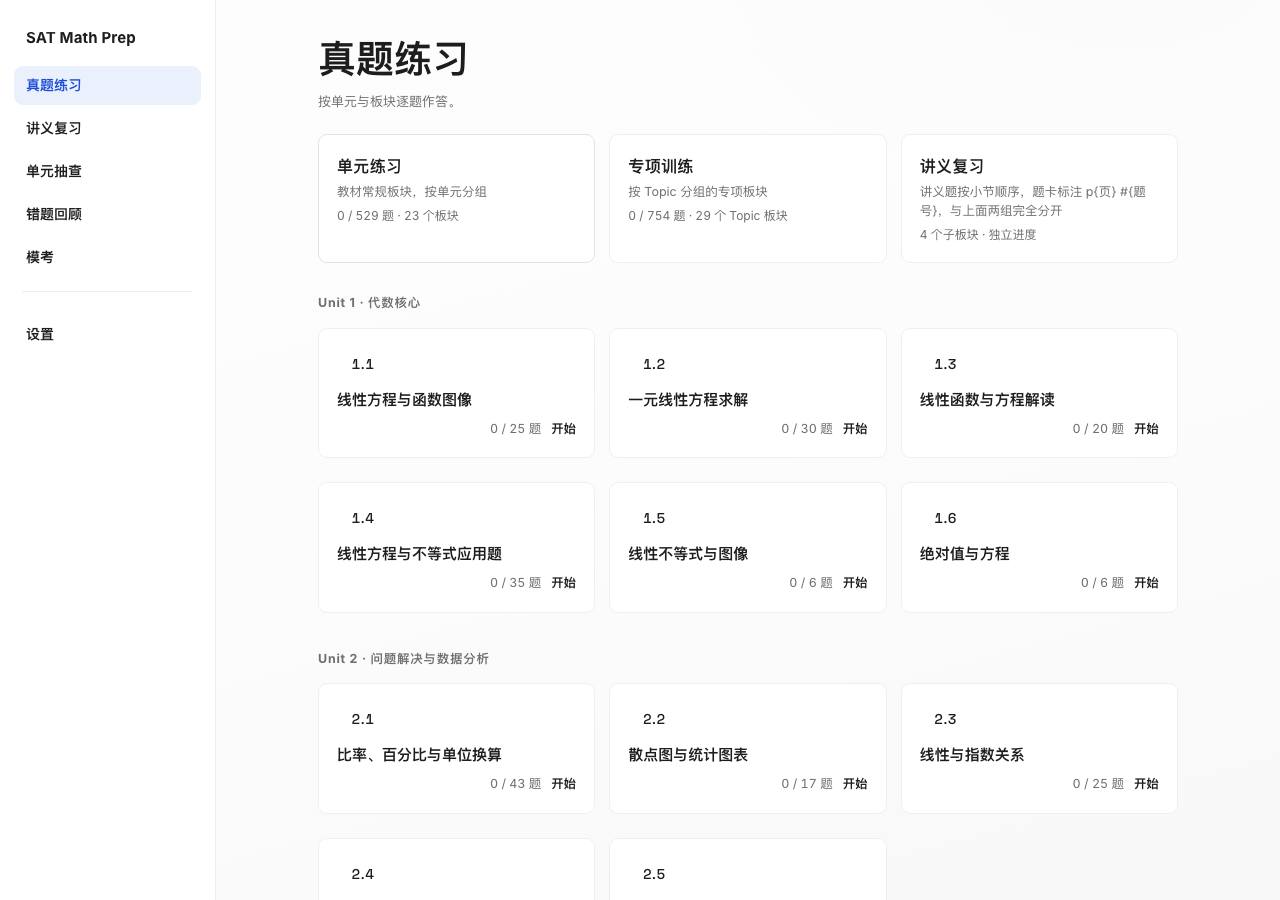 SAT Math Prep
真题练习
讲义复习
单元抽查
错题回顾
模考
设置
真题练习
按单元与板块逐题作答。
单元练习
教材常规板块，按单元分组
0 / 529 题 · 23 个板块
专项训练
按 Topic 分组的专项板块
0 / 754 题 · 29 个 Topic 板块
讲义复习
讲义题按小节顺序，题卡标注 p{页} #{题
号}，与上面两组完全分开
4 个子板块 · 独立进度
Unit 1 · 代数核心
1.1
线性方程与函数图像
0 / 25 题 开始
1.2
一元线性方程求解
0 / 30 题 开始
1.3
线性函数与方程解读
0 / 20 题 开始
1.4
线性方程与不等式应用题
0 / 35 题 开始
1.5
线性不等式与图像
0 / 6 题 开始
1.6
绝对值与方程
0 / 6 题 开始
Unit 2 · 问题解决与数据分析
2.1
比率、百分比与单位换算
0 / 43 题 开始
2.2
散点图与统计图表
0 / 17 题 开始
2.3
线性与指数关系
0 / 25 题 开始
2.4
2.5